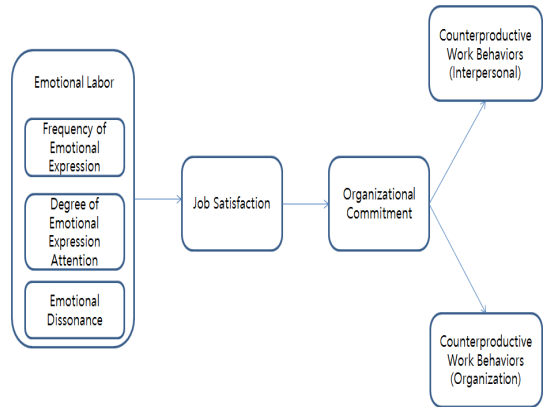 Emotional Labor
Frequency of
Emotional
Expression
Degree of
Emotional
Expression
Attention
Emotional
Dissonance
Job Satisfaction
Organizational
Commitment
Counterproductive
Work Behaviors
(Interpersonal)
Counterproductive
Work Behaviors
(Organization)